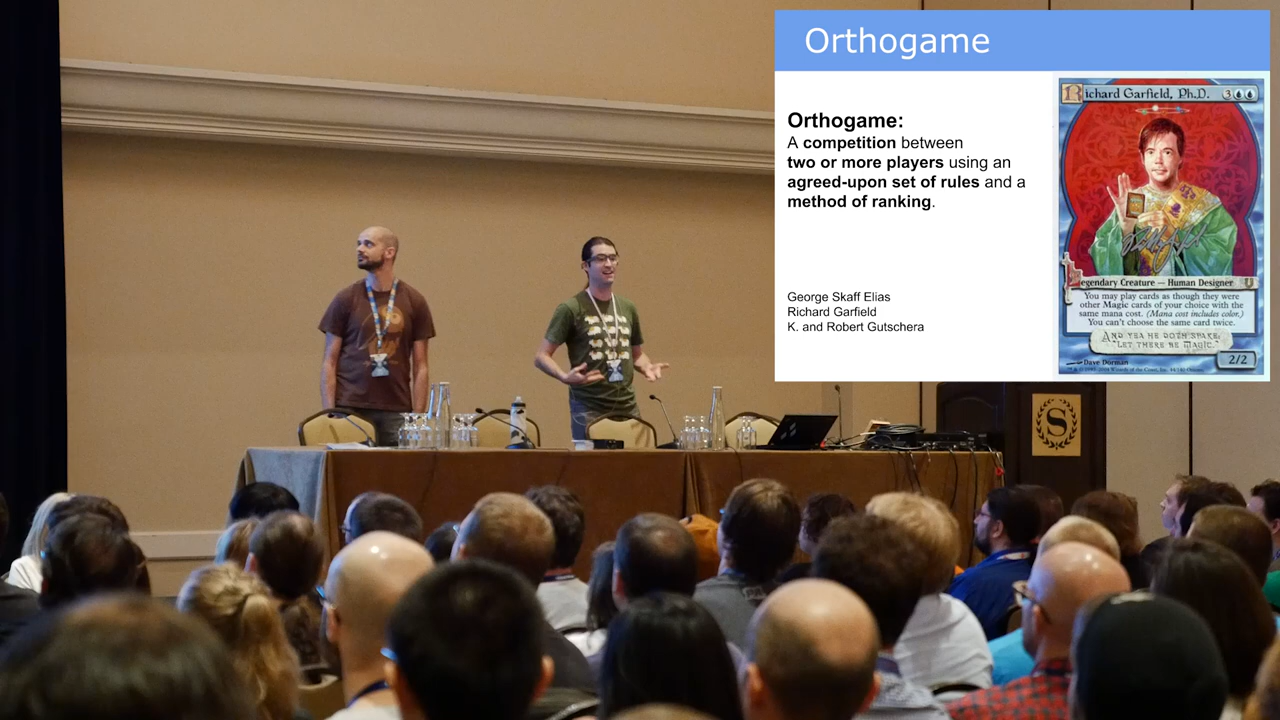 Orthogame
Orthogame:
A competition between
two or more players using an
agreed-upon set of rules and a
method of ranking.
George Skaff Elias
Richard Garfield
K. and Robert Gutschera
Richard Garfield, Ph.D. 3
Legendary Creature — Human Designer
You may play cards as though they were
other Magic cards of your choice with the
same mana cost. (Mana cost includes color.)
You can't choose the same card twice.
AND YEA HE DOTH SPAKE,
"LET THERE BE MAGIC."
Dave Dorman
2/2
S